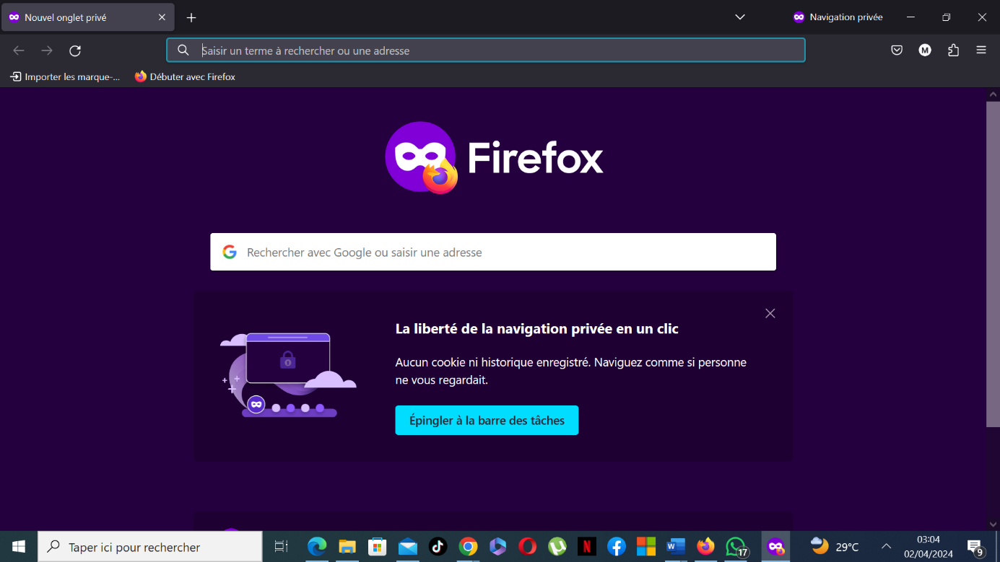 Nouvel onglet privé
Navigation privée
Saisir un terme à rechercher ou une adresse
M
Importer les marque-...
Débuter avec Firefox
Firefox
Rechercher avec Google ou saisir une adresse
La liberté de la navigation privée en un clic
Aucun cookie ni historique enregistré. Naviguez comme si personne
ne vous regardait.
Épingler à la barre des tâches
Taper ici pour rechercher
N
W
17
29°C
03:04
02/04/2024
9